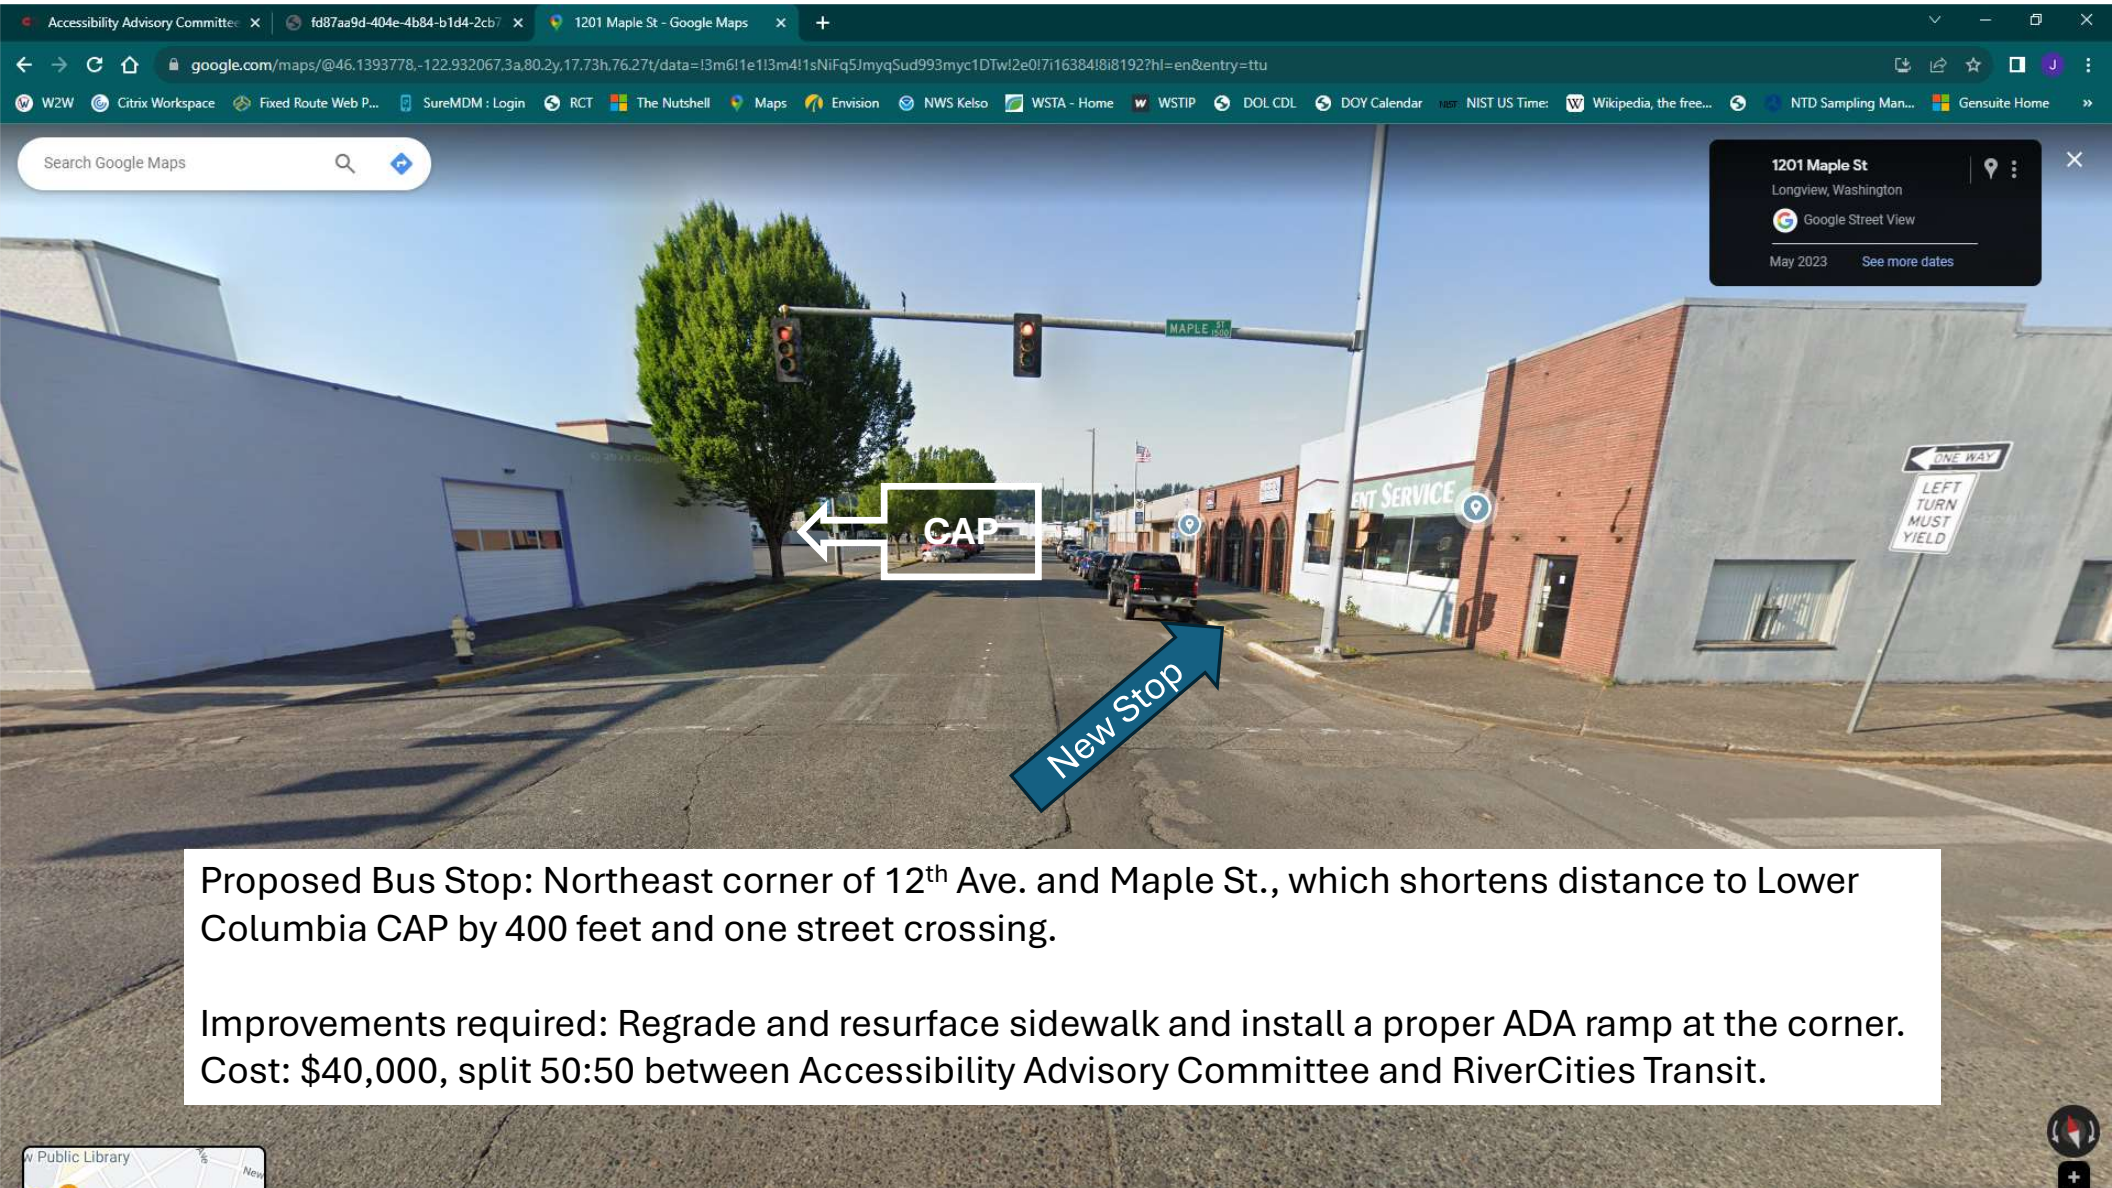 Accessibility Advisory Committee
fd87aa9d-404e-4b84-b1d4-2cb7
1201 Maple St - Google Maps
google.com/maps/@46.1393778,-122.932067,3a,80.2y,17.73h,76.27t/data=!3m6!1e1!3m4!1sNiFq5JmyqSud993myc1DTw!2e0!7i16384!8i8192?hl=en&entry=ttu
J
W2W Citrix Workspace Fixed Route Web P... SureMDM : Login RCT The Nutshell Maps Envision NWS Kelso WSTA - Home WSTIP DOL CDL DOY Calendar NIST US Time: Wikipedia, the free... NTD Sampling Man... Gensuite Home »
Search Google Maps
1201 Maple St
Longview, Washington
Google Street View
May 2023 See more dates
MAPLE ST
1500
ENT SERVICE
ONE WAY
LEFT
TURN
MUST
YIELD
CAP
New Stop
Proposed Bus Stop: Northeast corner of 12th Ave. and Maple St., which shortens distance to Lower
Columbia CAP by 400 feet and one street crossing.
Improvements required: Regrade and resurface sidewalk and install a proper ADA ramp at the corner.
Cost: $40,000, split 50:50 between Accessibility Advisory Committee and RiverCities Transit.
w Public Library
Ave
New